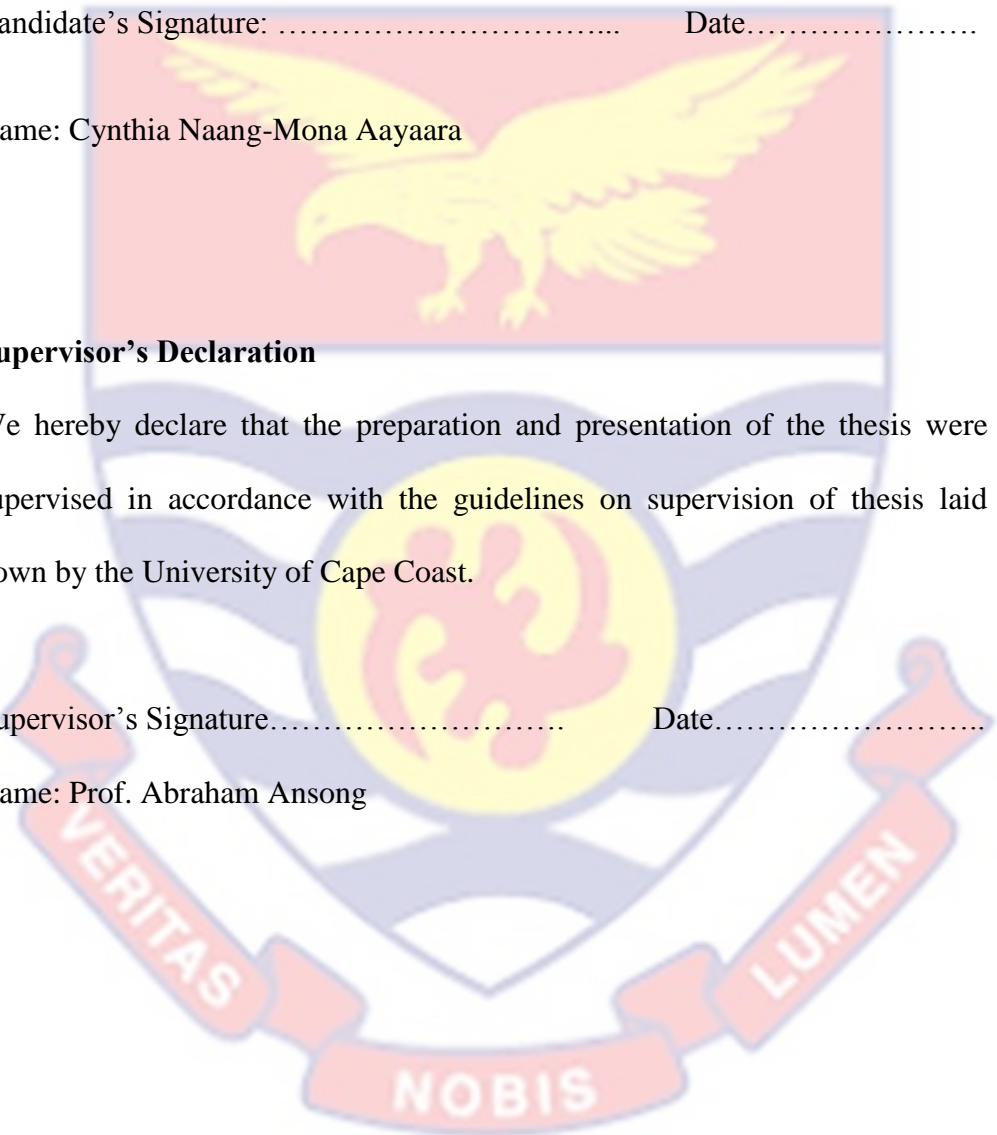 andidate's Signature: …………………………... Date………………….
ame: Cynthia Naang-Mona Aayaara
upervisor's Declaration
We hereby declare that the preparation and presentation of the thesis were
upervised in accordance with the guidelines on supervision of thesis laid
own by the University of Cape Coast.
upervisor's Signature………………………. Date……………………..
ame: Prof. Abraham Ansong
VERITAS
NOBIS
LUMEN